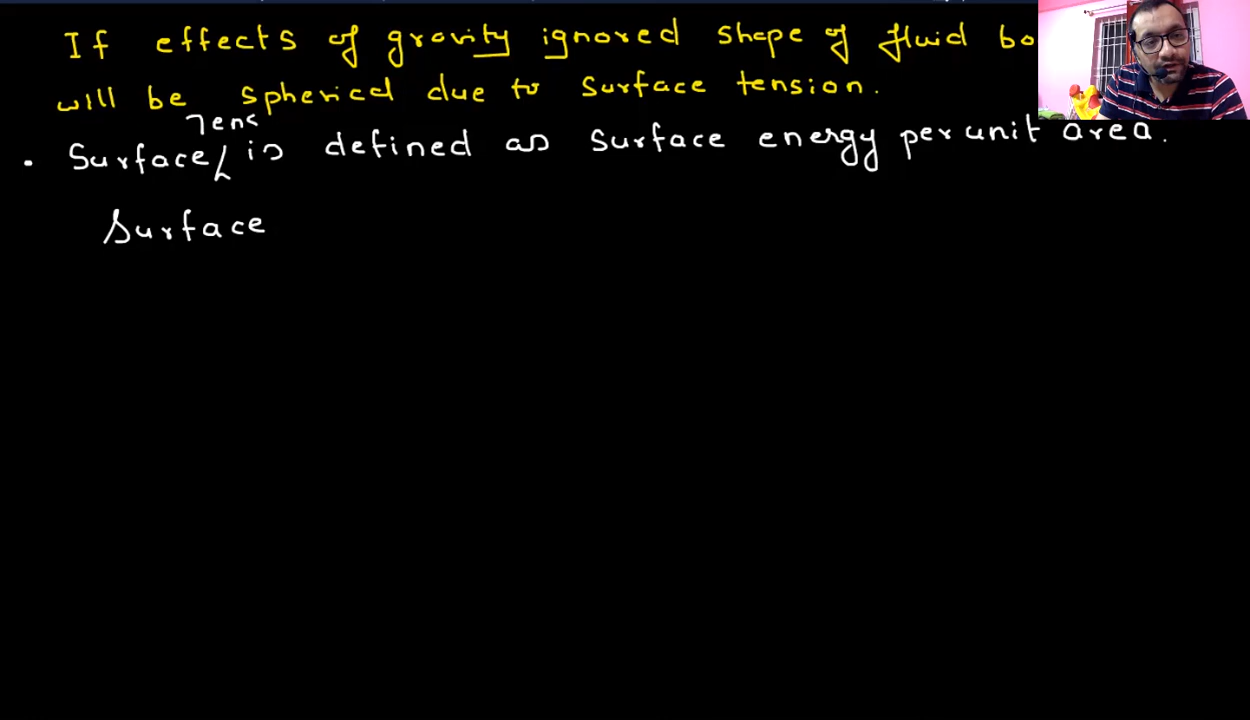 If effects of gravity ignored shape of fluid bo
will be spherical due to surface tension.
Tens
• Surface is defined as surface energy per unit area.
Surface